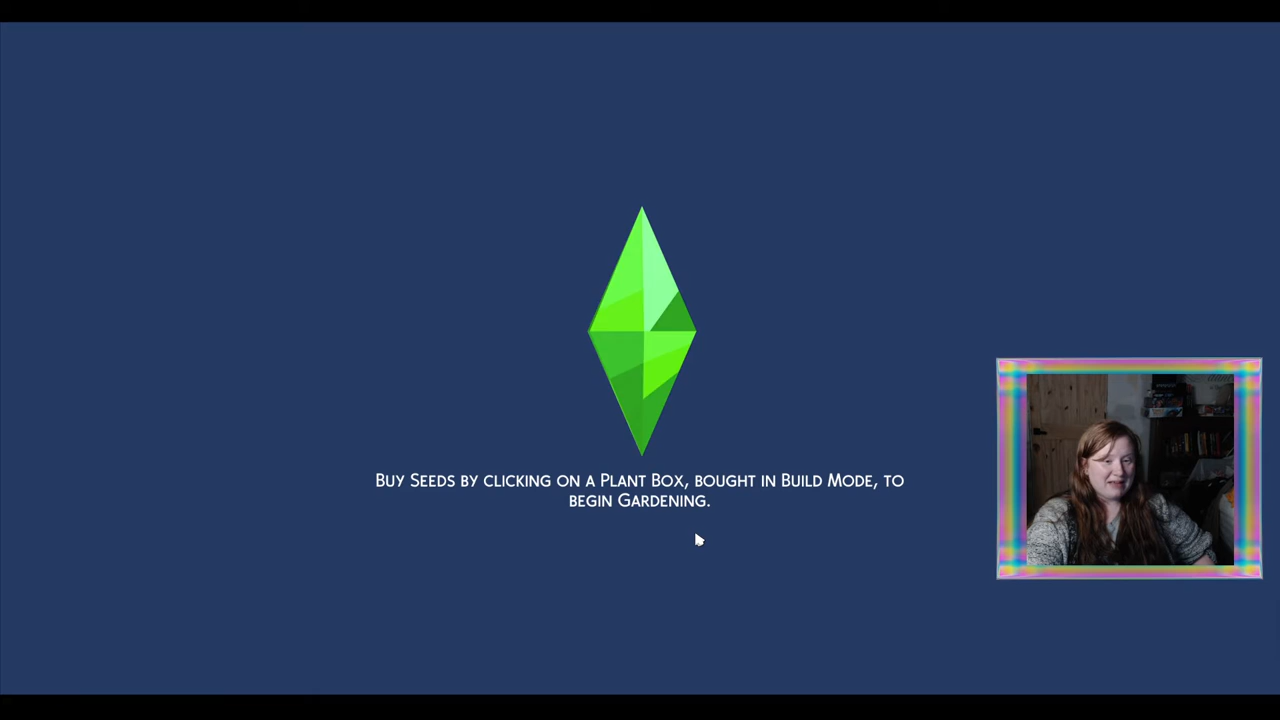 Buy Seeds by clicking on a Plant Box, bought in Build Mode, to
begin Gardening.